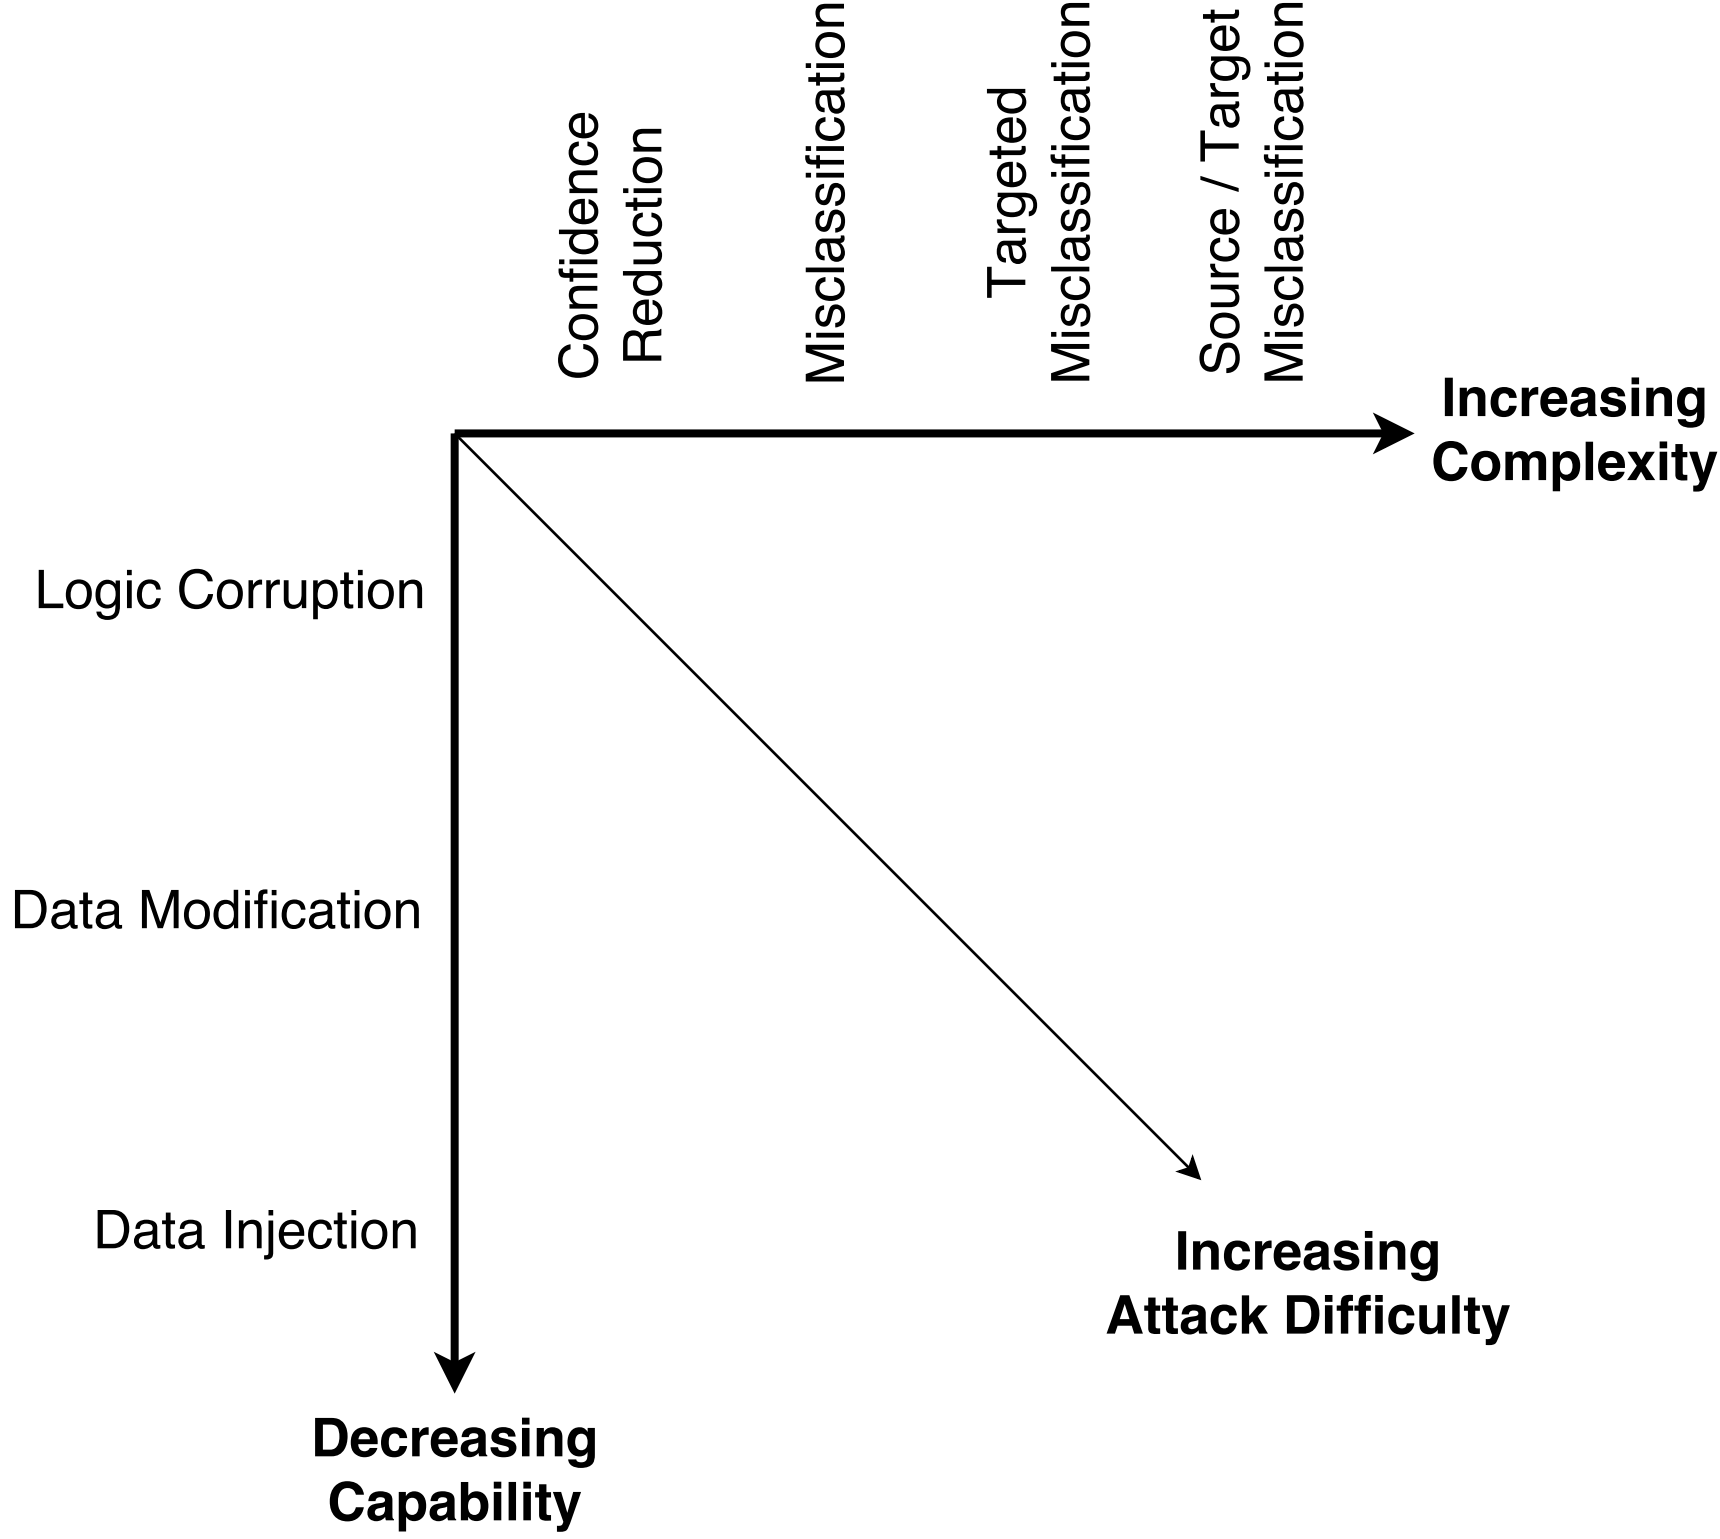 Confidence
Reduction
Misclassification
Targeted
Misclassification
Source / Target
Misclassification
Increasing
Complexity
Logic Corruption
Data Modification
Data Injection
Increasing
Attack Difficulty
Decreasing
Capability